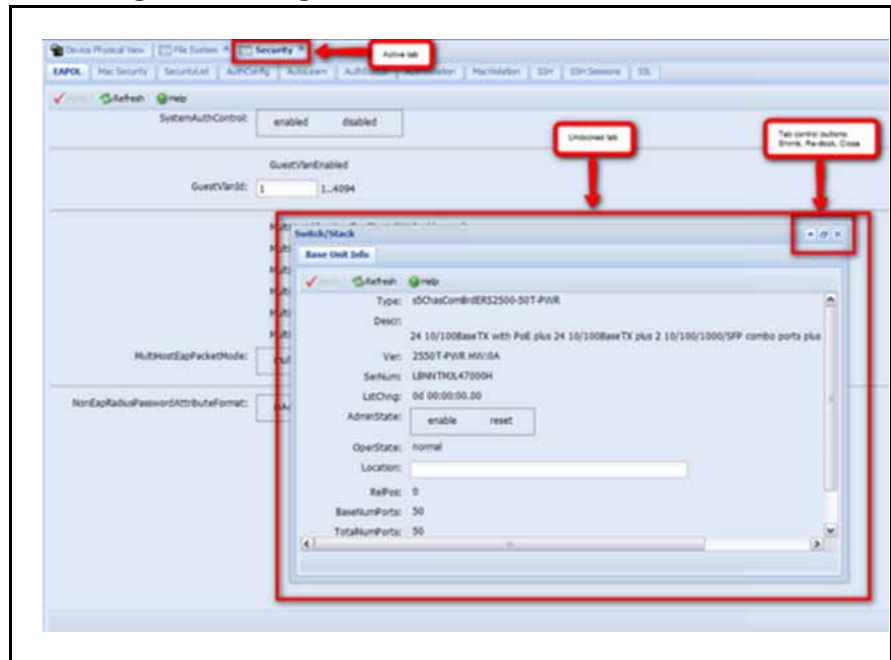 Device Physical View File System Security
Active tab
EAPOL Mac Security SecurityList AuthConfig AutoLearn MacViolation SSH SSH Sessions SSL
Refresh Help
SystemAuthControl: enabled disabled
Undocked tab
Tab control buttons
Shrink, Re-dock, Close
GuestVlanEnabled
GuestVlanId: 1 1..4094
Switch/Stack
Base Unit Info
Refresh Help
Type: s5ChasComBrdERS2500-50T-PWR
Descr:
24 10/100BaseTX with PoE plus 24 10/100BaseTX plus 2 10/100/1000/SFP combo ports plus
Ver: 2550T-PWR HW:0A
SerNum:
LstChng: 0d 00:00:00.00
AdminState: enable reset
OperState: normal
Location:
RelPos: 0
BaseNumPorts: 50
TotalNumPorts: 50
MultiHostEapPacketMode:
NonEapRadiusPasswordAttributeFormat: